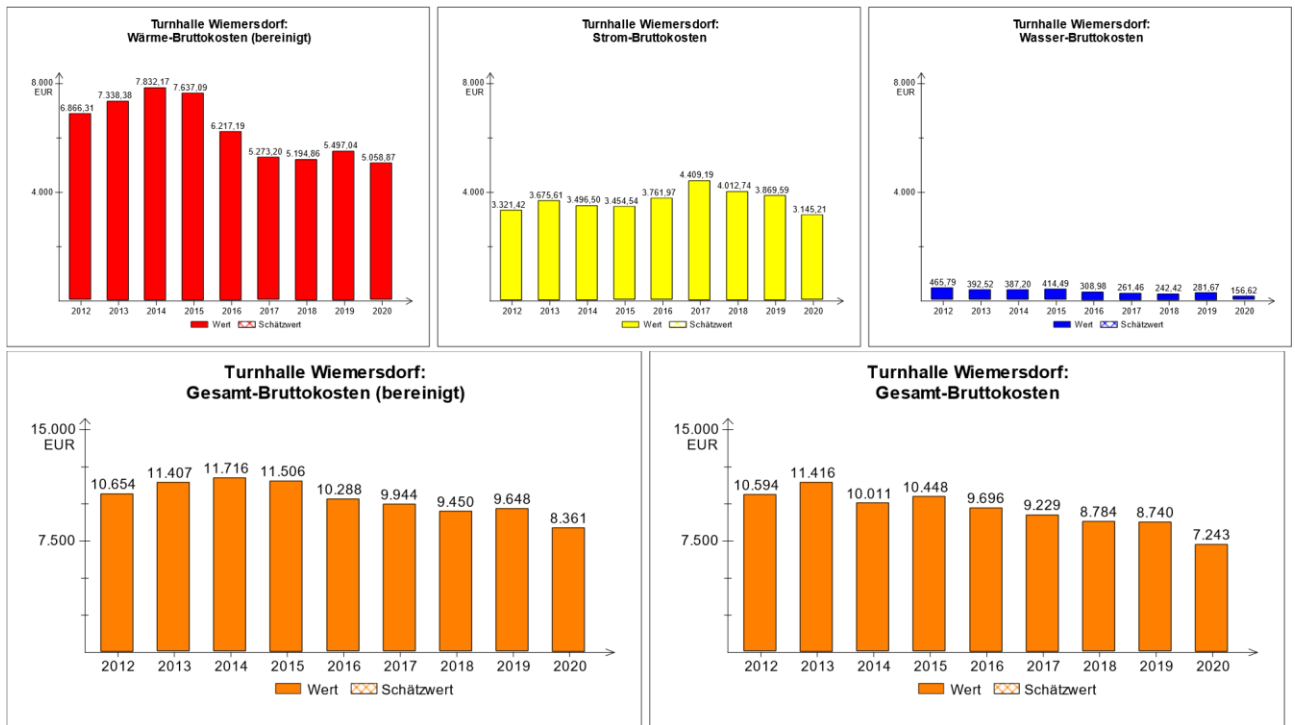 Turnhalle Wiemersdorf:
Wärme-Bruttokosten (bereinigt)
8.000
EUR
4.000
6.866,31
7.338,38
7.832,17
7.637,09
6.217,19
5.273,20
5.194,86
5.497,04
5.058,87
2012 2013 2014 2015 2016 2017 2018 2019 2020
Wert Schätzwert
Turnhalle Wiemersdorf:
Strom-Bruttokosten
8.000
EUR
4.000
3.321,42
3.675,61
3.496,50
3.454,54
3.761,97
4.409,19
4.012,74
3.869,59
3.145,21
2012 2013 2014 2015 2016 2017 2018 2019 2020
Wert Schätzwert
Turnhalle Wiemersdorf:
Wasser-Bruttokosten
8.000
EUR
4.000
465,79
392,52
387,20
414,49
308,98
261,46
242,42
281,67
156,62
2012 2013 2014 2015 2016 2017 2018 2019 2020
Wert Schätzwert
Turnhalle Wiemersdorf:
Gesamt-Bruttokosten (bereinigt)
15.000
EUR
7.500
10.654
11.407
11.716
11.506
10.288
9.944
9.450
9.648
8.361
2012 2013 2014 2015 2016 2017 2018 2019 2020
Wert Schätzwert
Turnhalle Wiemersdorf:
Gesamt-Bruttokosten
15.000
EUR
7.500
10.594
11.416
10.011
10.448
9.696
9.229
8.784
8.740
7.243
2012 2013 2014 2015 2016 2017 2018 2019 2020
Wert Schätzwert